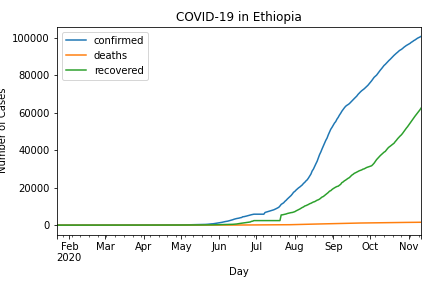 COVID-19 in Ethiopia
confirmed
deaths
recovered
100000
80000
60000
40000
20000
0
Number of Cases
Feb Mar Apr May Jun Jul Aug Sep Oct Nov
2020
Day